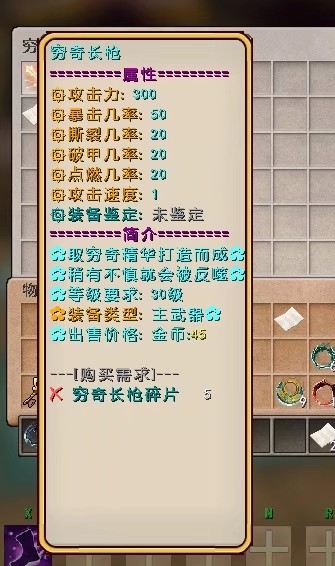 穷
穷奇长枪
=========属性=========
攻击力: 300
暴击几率: 50
撕裂几率: 20
破甲几率: 20
点燃几率: 20
攻击速度: 1
装备鉴定: 未鉴定
=========简介=========
取穷奇精华打造而成
稍有不慎就会被反噬
等级要求: 30级
装备类型: 主武器
出售价格: 金币:45
---[购买需求]---
✕ 穷奇长枪碎片 5
物
9
X
N
R